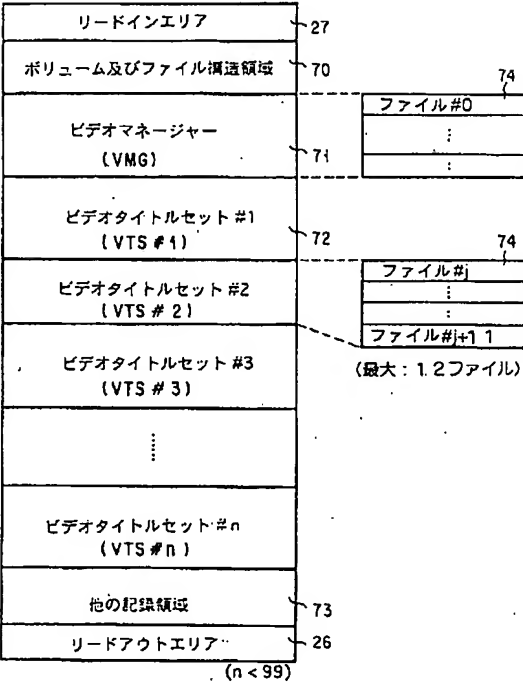 リードインエリア
27
ボリューム及びファイル構造領域
70
ビデオマネージャー
(VMG)
71
ビデオタイトルセット #1
(VTS #1)
72
ビデオタイトルセット #2
(VTS # 2)
ビデオタイトルセット #3
(VTS # 3)
ビデオタイトルセット #n
(VTS #n)
他の記録領域
73
リードアウトエリア
26
(n < 99)
74
ファイル#0
74
ファイル#j
ファイル#j+1 1
(最大：1.2ファイル)